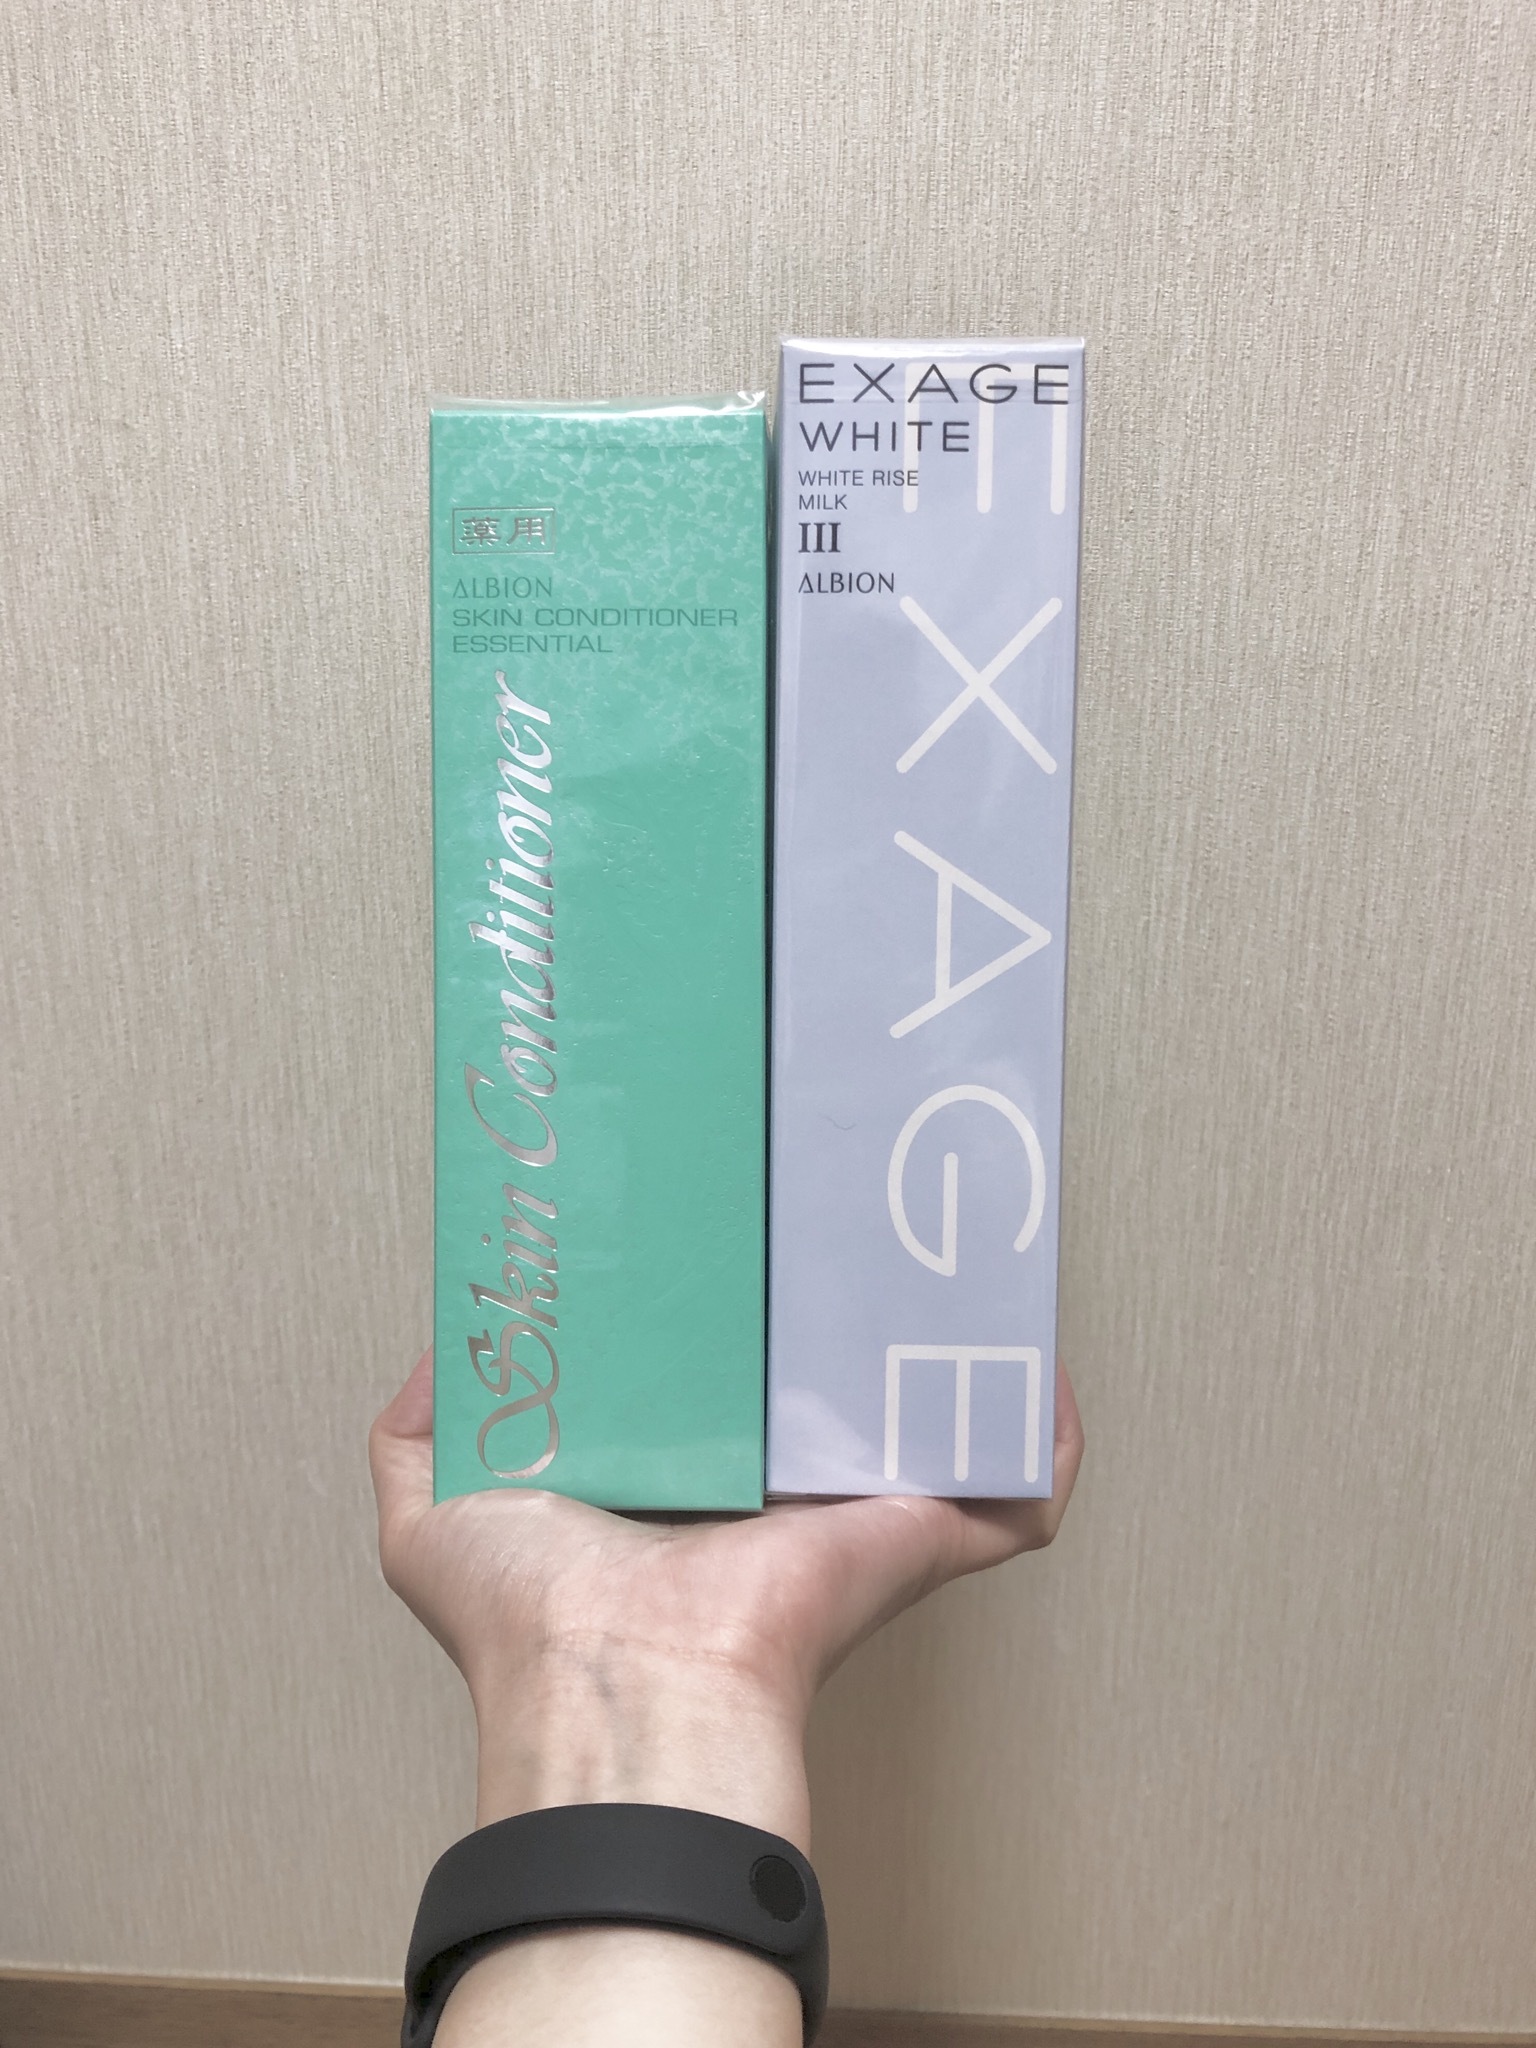 薬用
ALBION
SKIN CONDITIONER
ESSENTIAL
Skin Conditioner
EXAGE
WHITE
WHITE RISE
MILK
III
ALBION
EXAGE